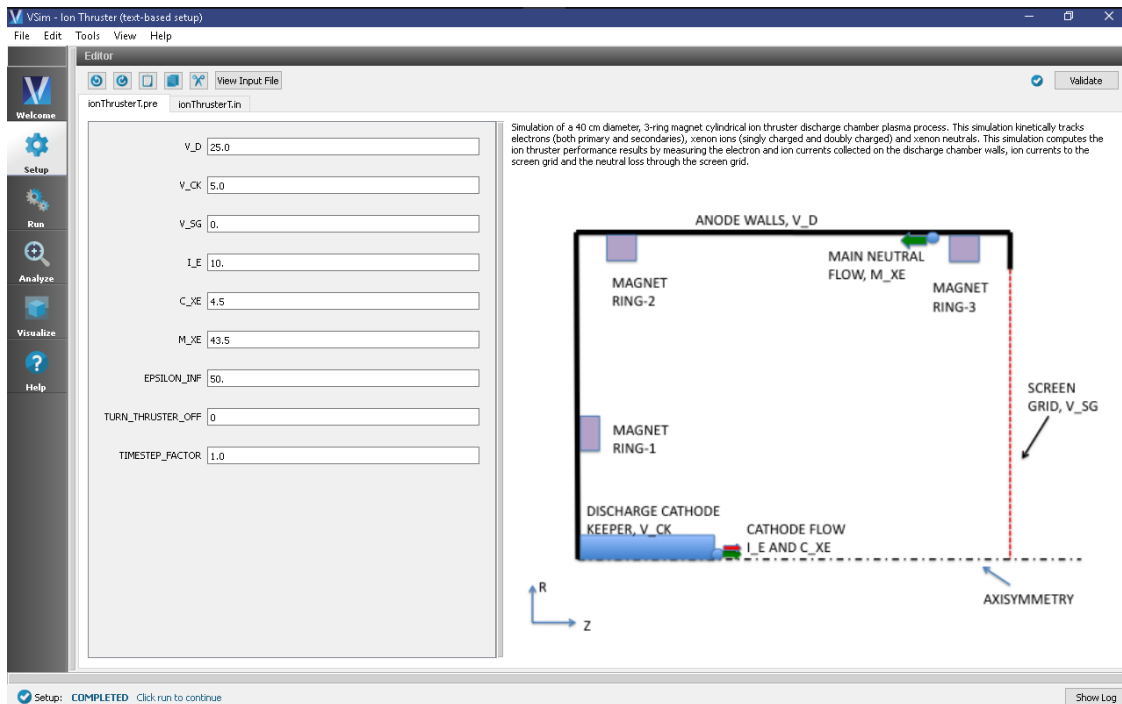 VSim - Ion Thruster (text-based setup)
File Edit Tools View Help
Editor
View Input File
Validate
ionThrusterT.pre ionThrusterT.in
Welcome
Setup
Run
Analyze
Visualize
Help
V_D 25.0
V_CK 5.0
V_SG 0.
I_E 10.
C_XE 4.5
M_XE 43.5
EPSILON_INF 50.
TURN_THRUSTER_OFF 0
TIMESTEP_FACTOR 1.0
Simulation of a 40 cm diameter, 3-ring magnet cylindrical ion thruster discharge chamber plasma process. This simulation kinetically tracks
electrons (both primary and secondaries), xenon ions (singly charged and doubly charged) and xenon neutrals. This simulation computes the
ion thruster performance results by measuring the electron and ion currents collected on the discharge chamber walls, ion currents to the
screen grid and the neutral loss through the screen grid.
ANODE WALLS, V_D
MAIN NEUTRAL
FLOW, M_XE
MAGNET
RING-2
MAGNET
RING-3
SCREEN
GRID, V_SG
MAGNET
RING-1
DISCHARGE CATHODE
KEEPER, V_CK
CATHODE FLOW
I_E AND C_XE
AXISYMMETRY
R
Z
Setup: COMPLETED Click run to continue
Show Log